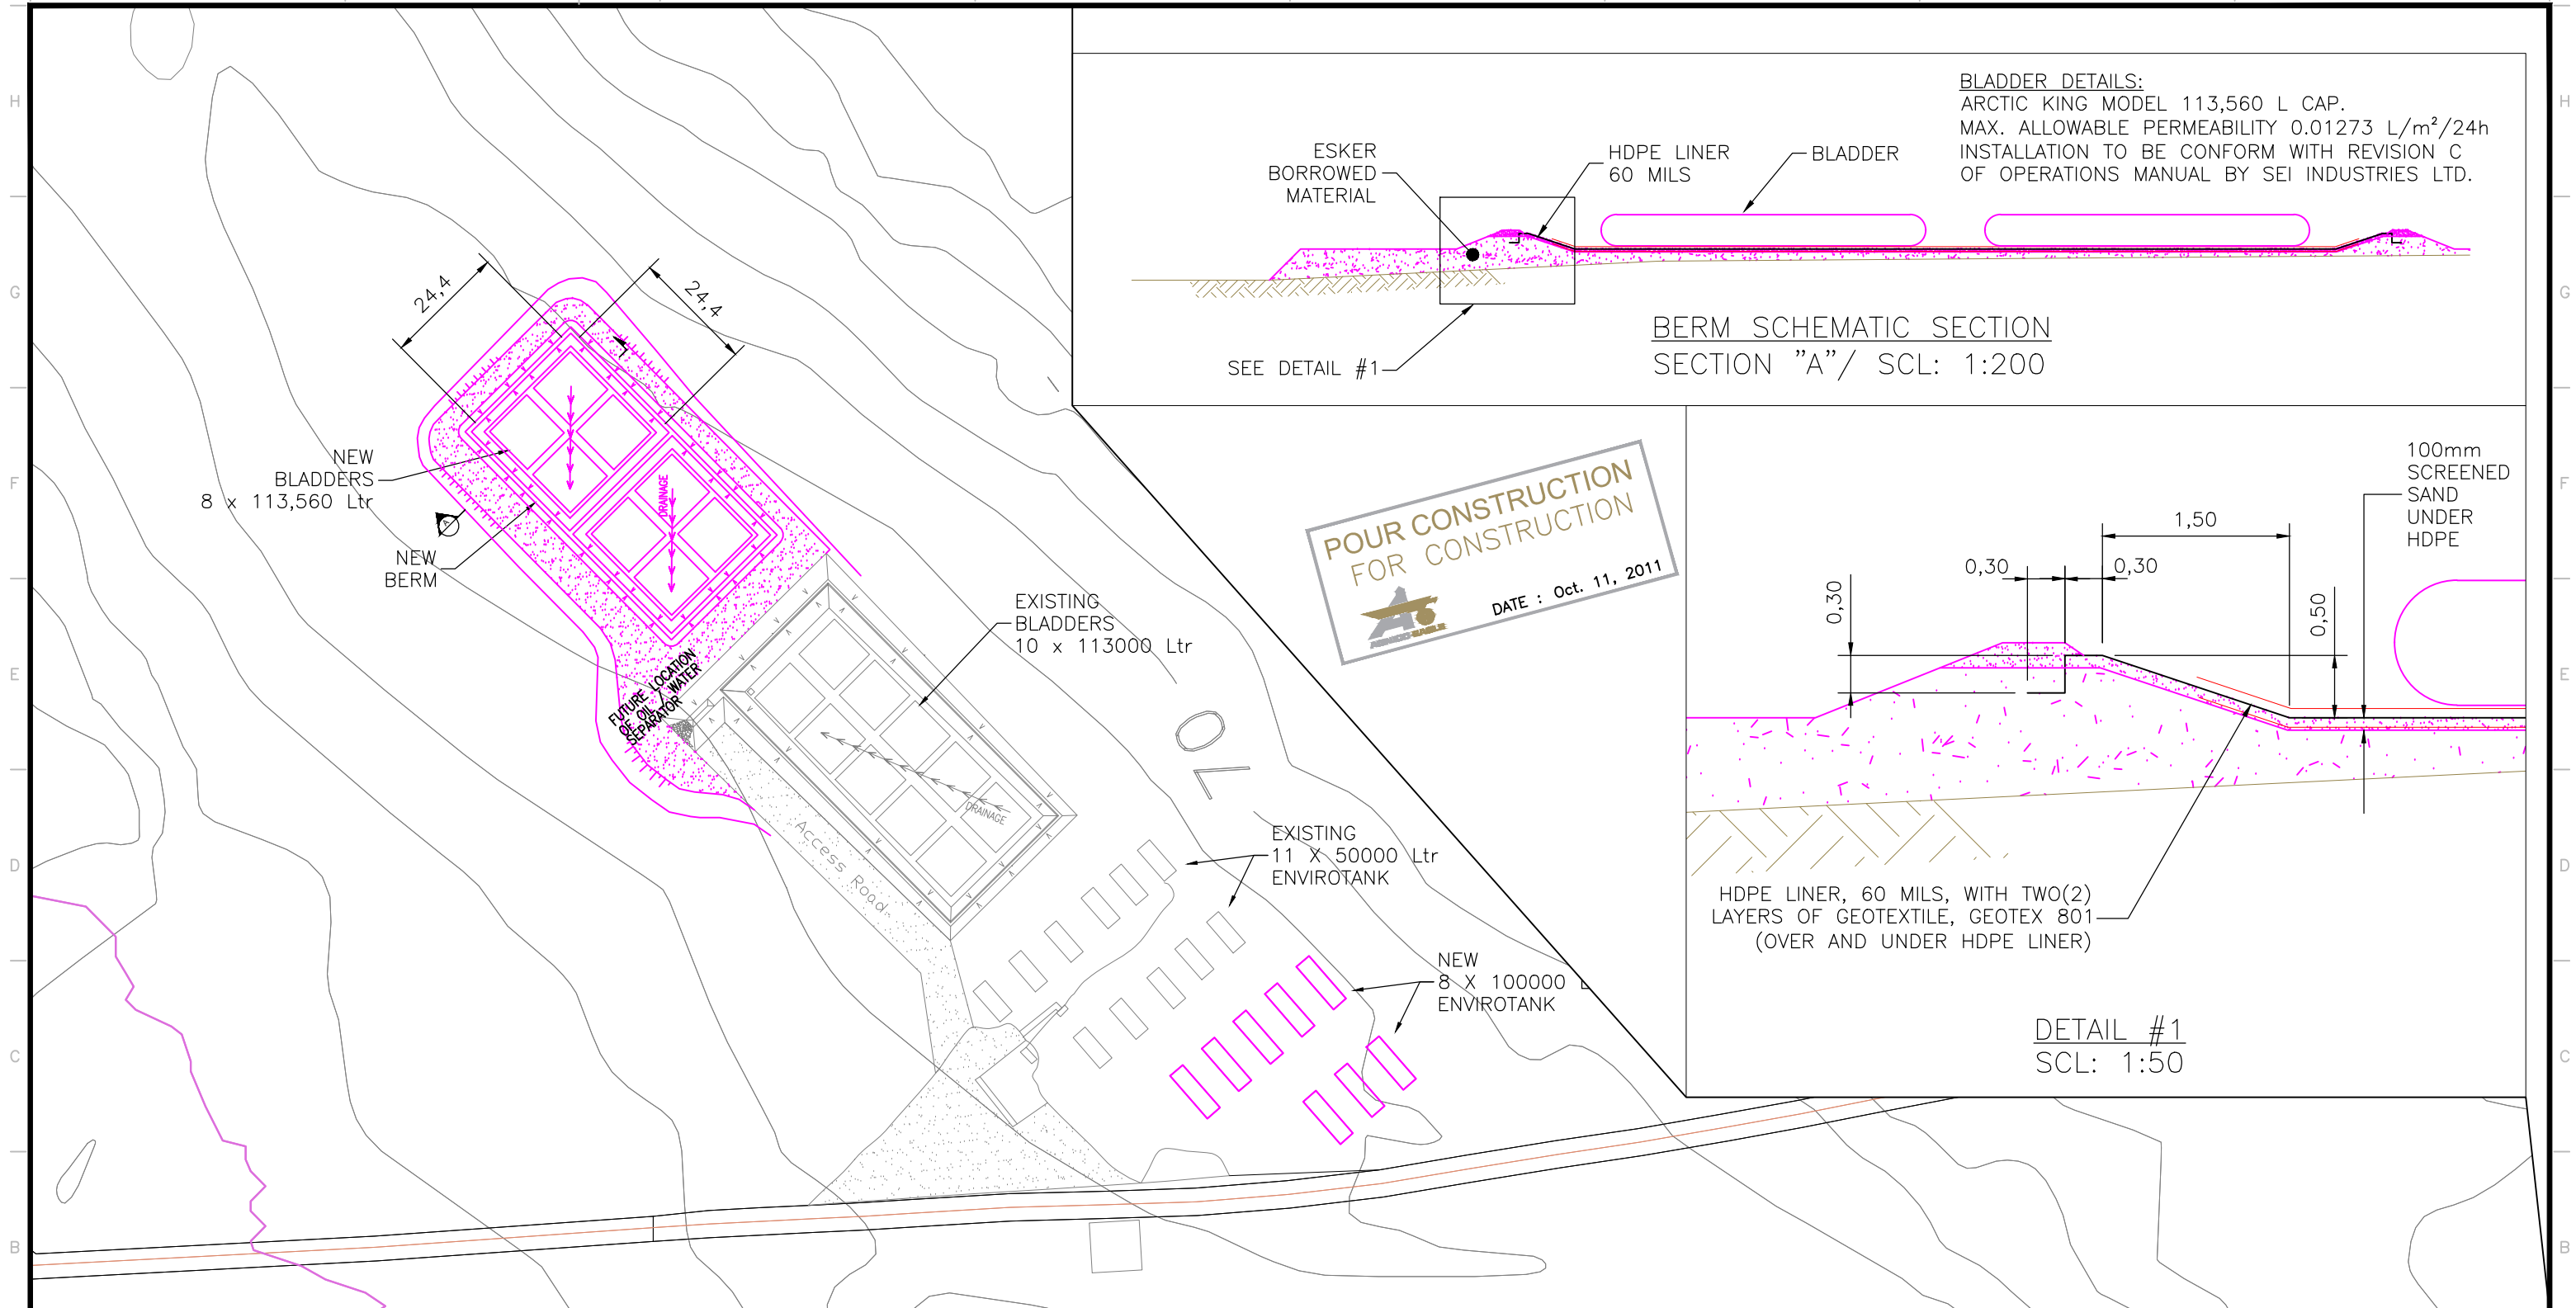 H
G
F
E
D
C
B
H
G
F
E
D
C
B
BLADDER DETAILS:
ARCTIC KING MODEL 113,560 L CAP.
MAX. ALLOWABLE PERMEABILITY 0.01273 L/m²/24h
INSTALLATION TO BE CONFORM WITH REVISION C
OF OPERATIONS MANUAL BY SEI INDUSTRIES LTD.
ESKER
BORROWED
MATERIAL
HDPE LINER
60 MILS
BLADDER
SEE DETAIL #1
BERM SCHEMATIC SECTION
SECTION "A"/ SCL: 1:200
24,4
24,4
NEW
BLADDERS
8 x 113,560 Ltr
A
NEW
BERM
DRAINAGE
FUTURE LOCATION
OF OIL / WATER
SEPARATOR
EXISTING
BLADDERS
10 x 113000 Ltr
DRAINAGE
Access Road
EXISTING
11 X 50000 Ltr
ENVIROTANK
NEW
8 X 100000 L
ENVIROTANK
POUR CONSTRUCTION
FOR CONSTRUCTION
DATE : Oct. 11, 2011
AGNICO-EAGLE
100mm
SCREENED
SAND
UNDER
HDPE
1,50
0,30
0,30
0,30
0,50
HDPE LINER, 60 MILS, WITH TWO(2)
LAYERS OF GEOTEXTILE, GEOTEX 801
(OVER AND UNDER HDPE LINER)
DETAIL #1
SCL: 1:50